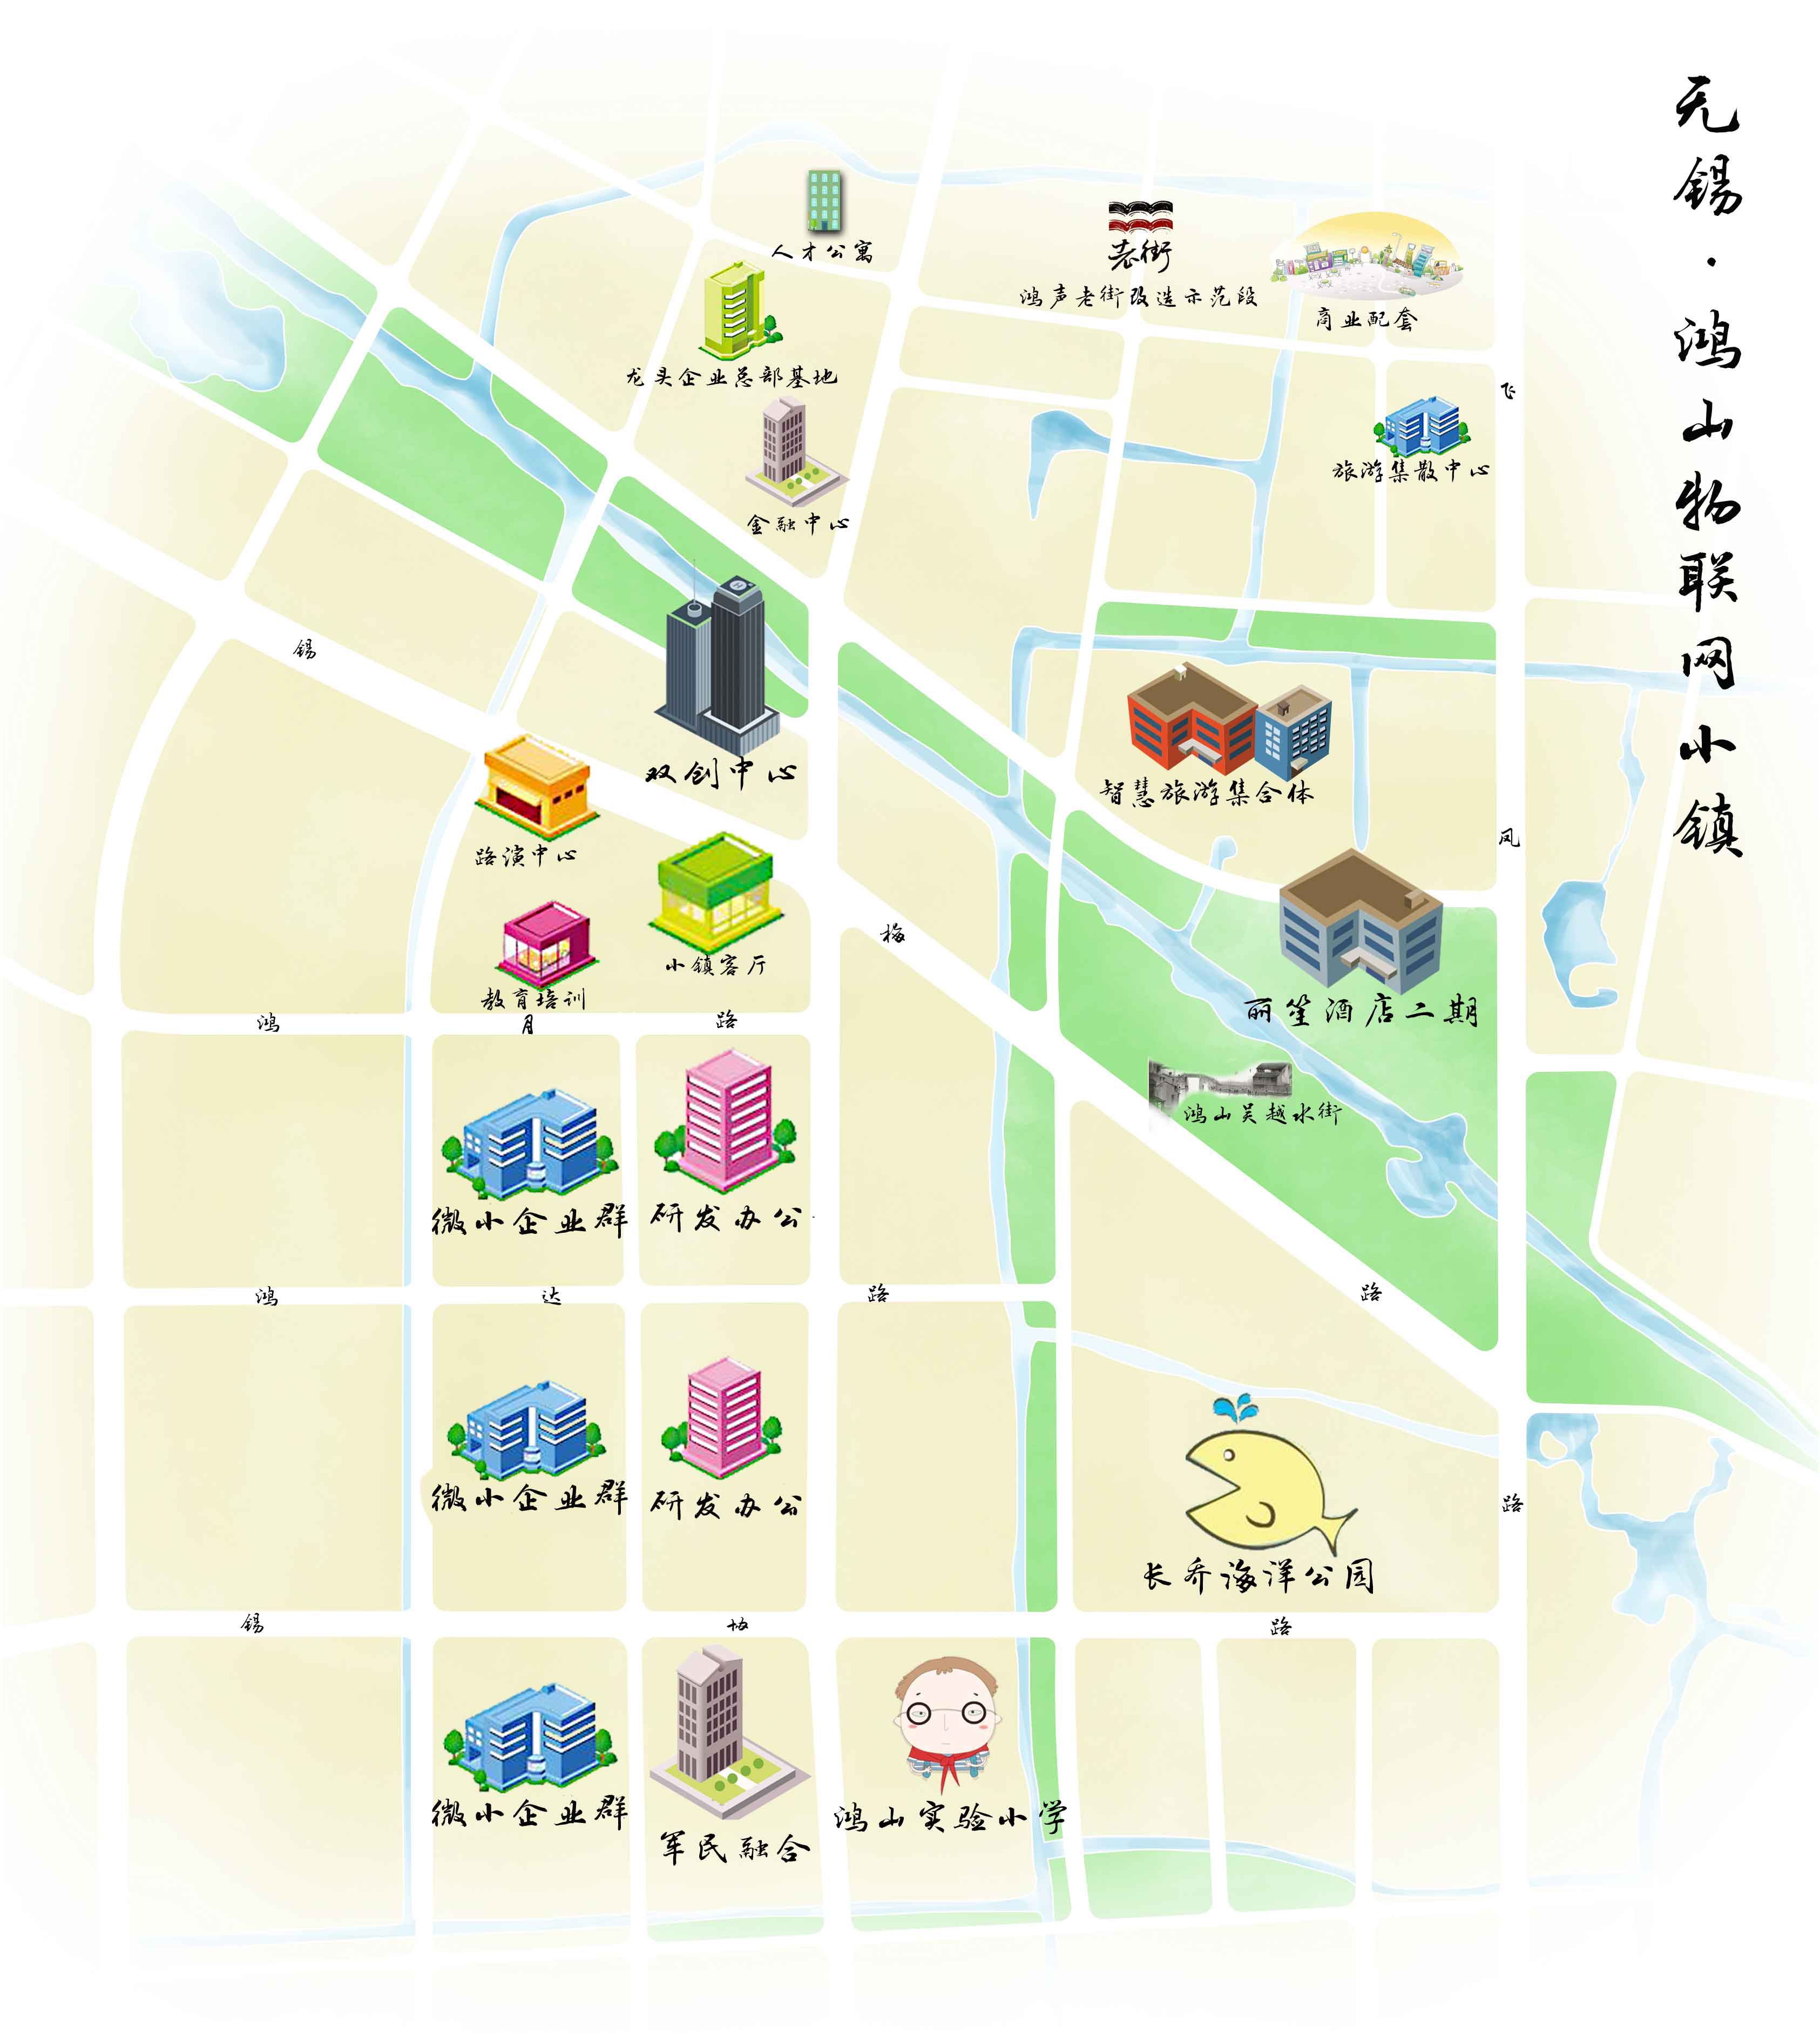 无锡·鸿山物联网小镇
人才公寓
老街
鸿声老街改造示范段
商业配套
龙头企业总部基地
飞凤路
旅游集散中心
金融中心
锡梅路
双创中心
智慧旅游集合体
路演中心
小镇客厅
教育培训
丽笙酒店二期
鸿月路
鸿山吴越水街
微小企业群
研发办公
鸿达路
微小企业群
研发办公
长乔海洋公园
锡协路
微小企业群
军民融合
鸿山实验小学